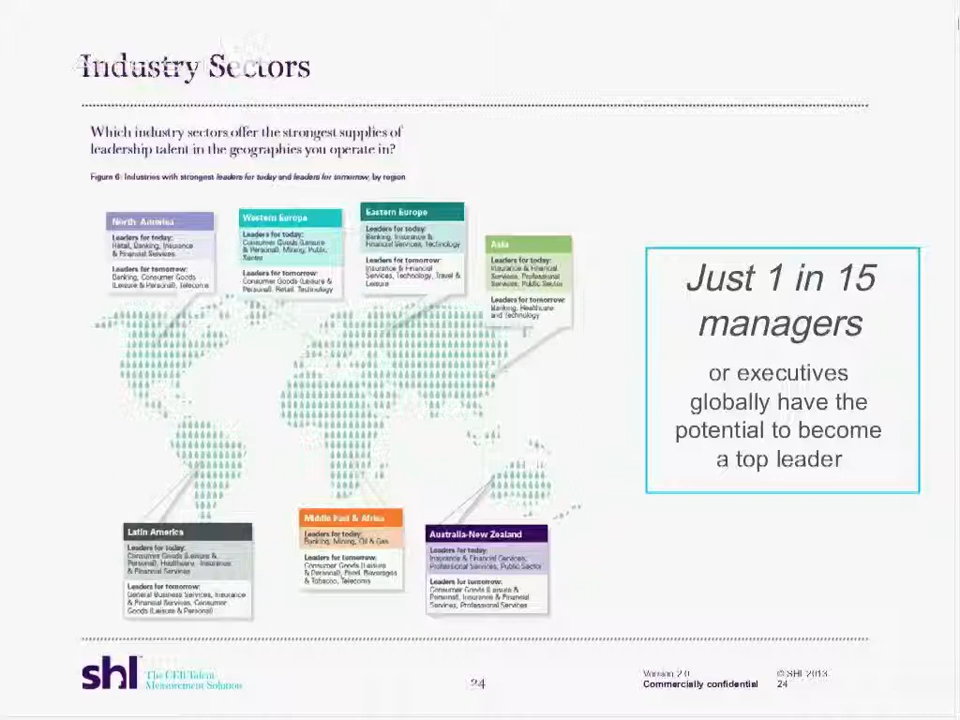 Industry Sectors
Which industry sectors offer the strongest supplies of
leadership talent in the geographies you operate in?
Figure 6: Industries with strongest leaders for today and leaders for tomorrow, by region
North America
Leaders for today:
Retail, Banking, Insurance
& Financial Services
Leaders for tomorrow:
Banking, Consumer Goods
(Leisure & Personal), Telecoms
Western Europe
Leaders for today:
Consumer Goods (Leisure
& Personal), Mining, Public
Sector
Leaders for tomorrow:
Consumer Goods (Leisure &
Personal), Retail, Technology
Eastern Europe
Leaders for today:
Banking, Insurance &
Financial Services, Technology
Leaders for tomorrow:
Insurance & Financial
Services, Technology, Travel &
Leisure
Asia
Leaders for today:
Insurance & Financial
Services, Professional
Services, Public Sector
Leaders for tomorrow:
Banking, Healthcare
and Technology
Just 1 in 15
managers
or executives
globally have the
potential to become
a top leader
Latin America
Leaders for today:
Consumer Goods (Leisure &
Personal), Healthcare, Insurance
& Financial Services
Leaders for tomorrow:
General Business Services, Insurance
& Financial Services, Consumer
Goods (Leisure & Personal)
Middle East & Africa
Leaders for today:
Banking, Mining, Oil & Gas
Leaders for tomorrow:
Consumer Goods (Leisure
& Personal), Food, Beverages
& Tobacco, Telecoms
Australia-New Zealand
Leaders for today:
Insurance & Financial Services,
Professional Services, Public Sector
Leaders for tomorrow:
Consumer Goods (Leisure &
Personal), Insurance & Financial
Services, Professional Services
shl
The CEB Talent
Measurement Solution
24
Version 2.0
Commercially confidential
© SHL 2013
24